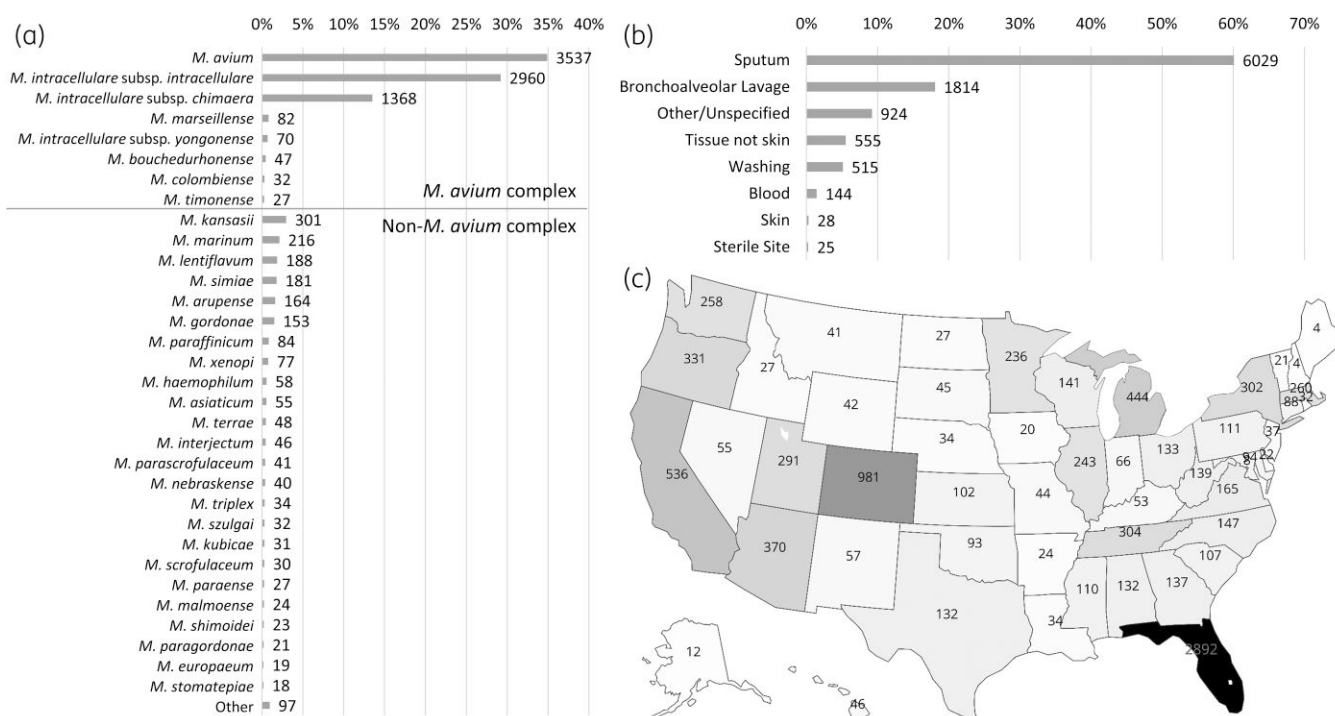 (a)
0% 5% 10% 15% 20% 25% 30% 35% 40%
M. avium 3537
M. intracellulare subsp. intracellulare 2960
M. intracellulare subsp. chimaera 1368
M. marseillense 82
M. intracellulare subsp. yongonense 70
M. bouchedurhonense 47
M. colombiense 32
M. timonense 27
M. avium complex
Non-M. avium complex
M. kansasii 301
M. marinum 216
M. lentiflavum 188
M. simiae 181
M. arupense 164
M. gordonae 153
M. paraffinicum 84
M. xenopi 77
M. haemophilum 58
M. asiaticum 55
M. terrae 48
M. interjectum 46
M. parascrofulaceum 41
M. nebraskense 40
M. triplex 34
M. szulgai 32
M. kubicae 31
M. scrofulaceum 30
M. paraense 27
M. malmoense 24
M. shimoidei 23
M. paragordonae 21
M. europaeum 19
M. stomatepiae 18
Other 97
(b)
0% 10% 20% 30% 40% 50% 60% 70%
Sputum 6029
Bronchoalveolar Lavage 1814
Other/Unspecified 924
Tissue not skin 555
Washing 515
Blood 144
Skin 28
Sterile Site 25
(c)
258 41 27 236 4
331 27 45 141 444 302 21 4
42 260
88 32
536 55 291 981 34 20 243 66 133 111 37
102 44 53 139 22
165
370 57 93 24 304 147
132 34 110 132 137 107
2892
12 46